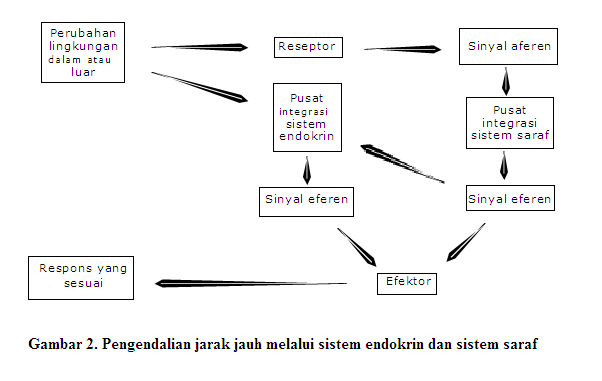 Perubahan
lingkungan
dalam atau
luar
Reseptor
Sinyal aferen
Pusat
integrasi
sistem
endokrin
Pusat
integrasi
sistem saraf
Sinyal eferen
Sinyal eferen
Respons yang
sesuai
Efektor
Gambar 2. Pengendalian jarak jauh melalui sistem endokrin dan sistem saraf